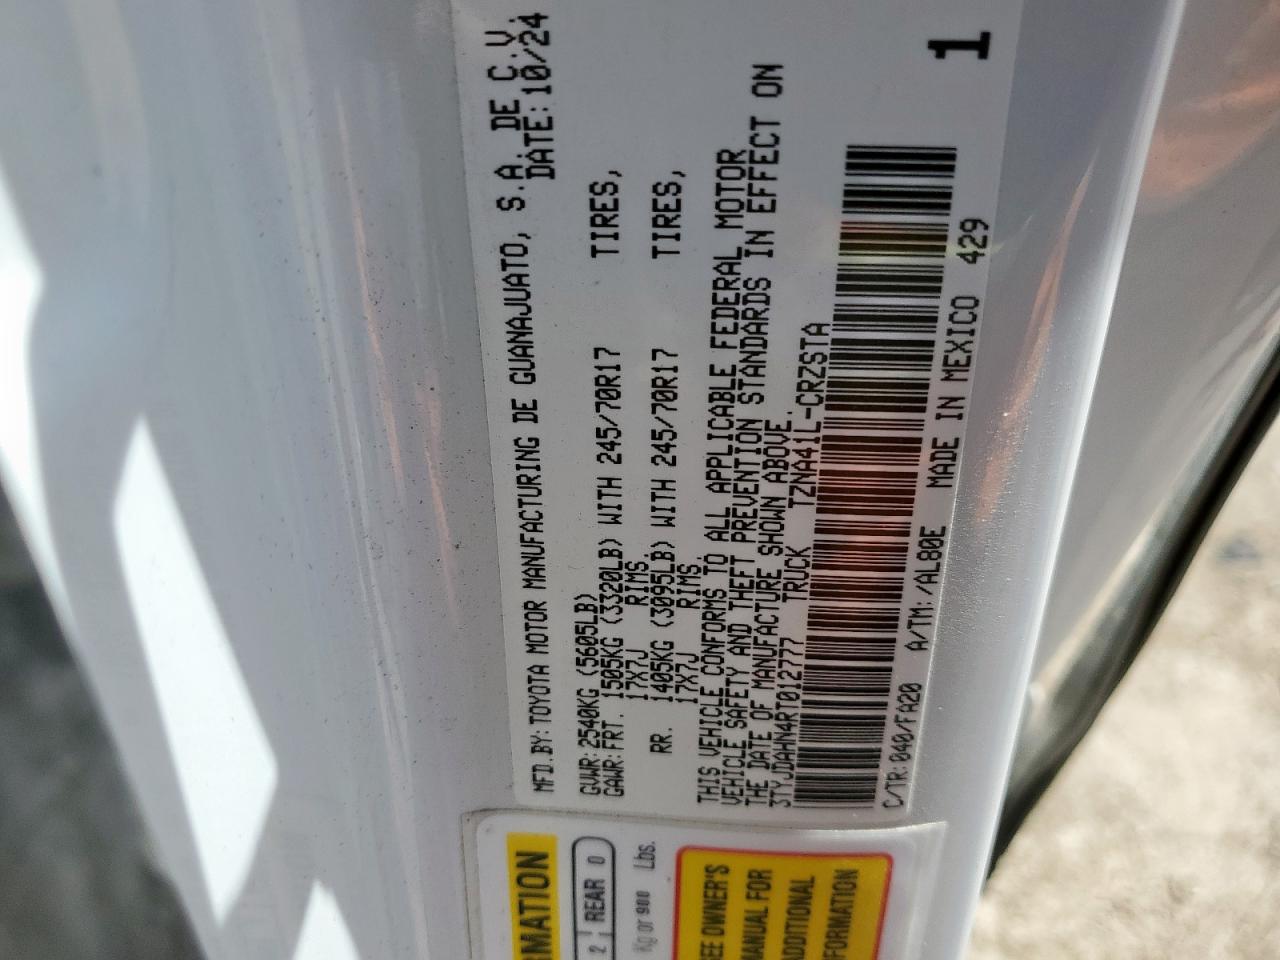 MFD.BY:TOYOTA MOTOR MANUFACTURING DE GUANAJUATO, S.A. DE C.V.
DATE:10/24
GVWR:2540KG (5605LB)
GAWR:FRT. 1505KG (3320LB) WITH 245/70R17 TIRES,
17X7J RIMS.
RR. 1405KG (3095LB) WITH 245/70R17 TIRES,
17X7J RIMS.
THIS VEHICLE CONFORMS TO ALL APPLICABLE FEDERAL MOTOR
VEHICLE SAFETY AND THEFT PREVENTION STANDARDS IN EFFECT ON
THE DATE OF MANUFACTURE SHOWN ABOVE.
3TYJDAHN4RT012777 TRUCK TZNA41L-CRZSTA
C/TR:040/FA20 A/TM:/AL80E MADE IN MEXICO 429
1
RMATION
2 REAR 0
Kg or 900 Lbs.
SEE OWNER'S
MANUAL FOR
ADDITIONAL
FORMATION